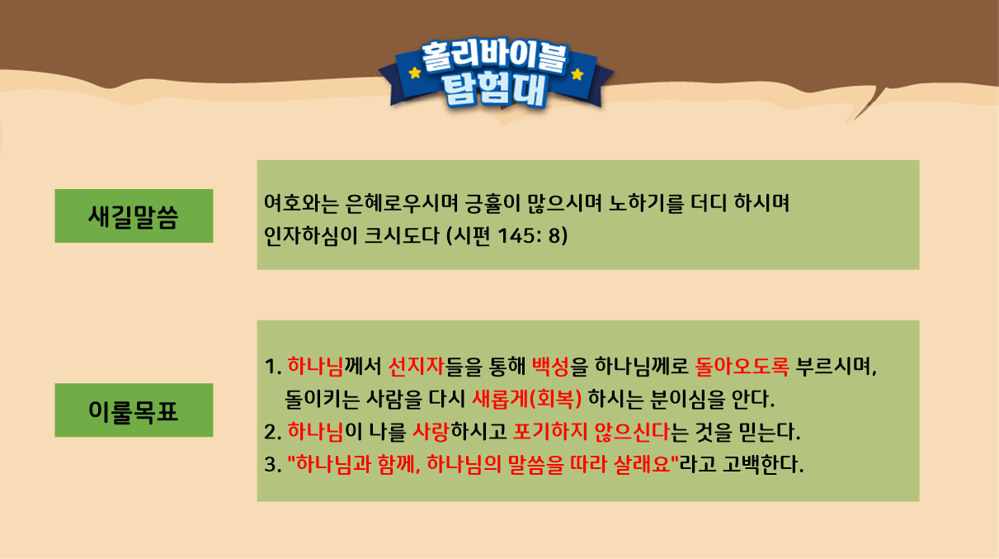 홀리바이블
탐험대
새길말씀
여호와는 은혜로우시며 긍휼이 많으시며 노하기를 더디 하시며
인자하심이 크시도다 (시편 145: 8)
이룰목표
1. 하나님께서 선지자들을 통해 백성을 하나님께로 돌아오도록 부르시며,
돌이키는 사람을 다시 새롭게(회복) 하시는 분이심을 안다.
2. 하나님이 나를 사랑하시고 포기하지 않으신다는 것을 믿는다.
3. "하나님과 함께, 하나님의 말씀을 따라 살래요"라고 고백한다.